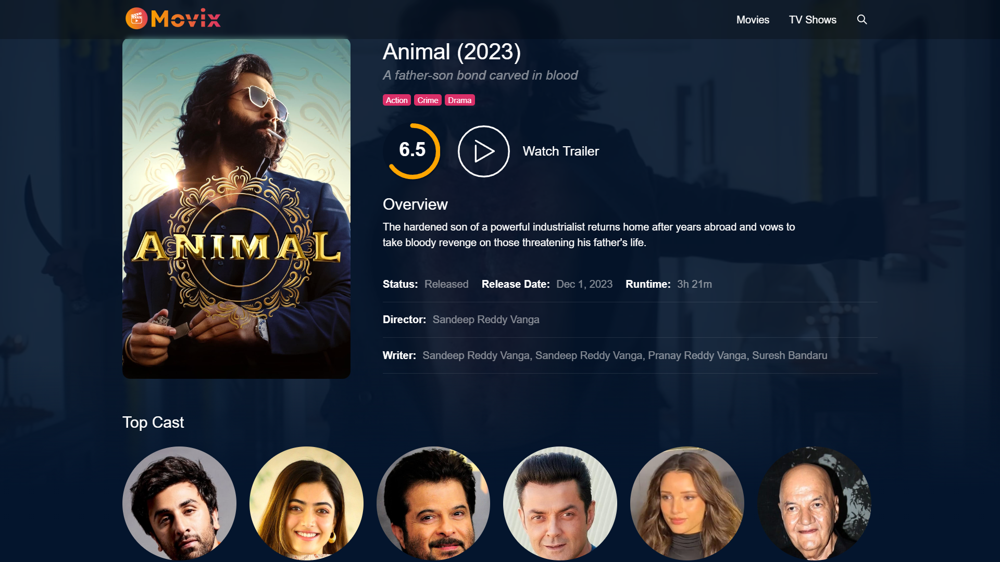 Movix
Movies
TV Shows
Animal (2023)
A father-son bond carved in blood
Action
Crime
Drama
6.5
Watch Trailer
ANIMAL
Overview
The hardened son of a powerful industrialist returns home after years abroad and vows to
take bloody revenge on those threatening his father's life.
Status: Released Release Date: Dec 1, 2023 Runtime: 3h 21m
Director: Sandeep Reddy Vanga
Writer: Sandeep Reddy Vanga, Sandeep Reddy Vanga, Pranay Reddy Vanga, Suresh Bandaru
Top Cast